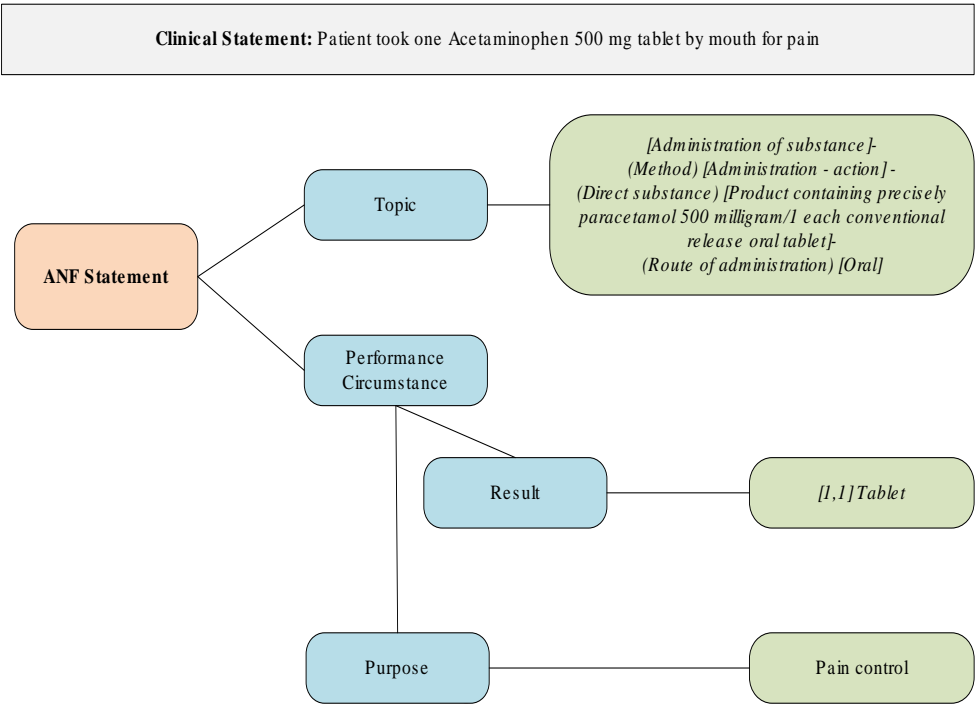 Clinical Statement: Patient took one Acetaminophen 500 mg tablet by mouth for pain
[Administration of substance]-
(Method) [Administration - action] -
(Direct substance) [Product containing precisely
paracetamol 500 milligram/1 each conventional
release oral tablet]-
(Route of administration) [Oral]
Topic
ANF Statement
Performance
Circumstance
Result
[1,1] Tablet
Purpose
Pain control